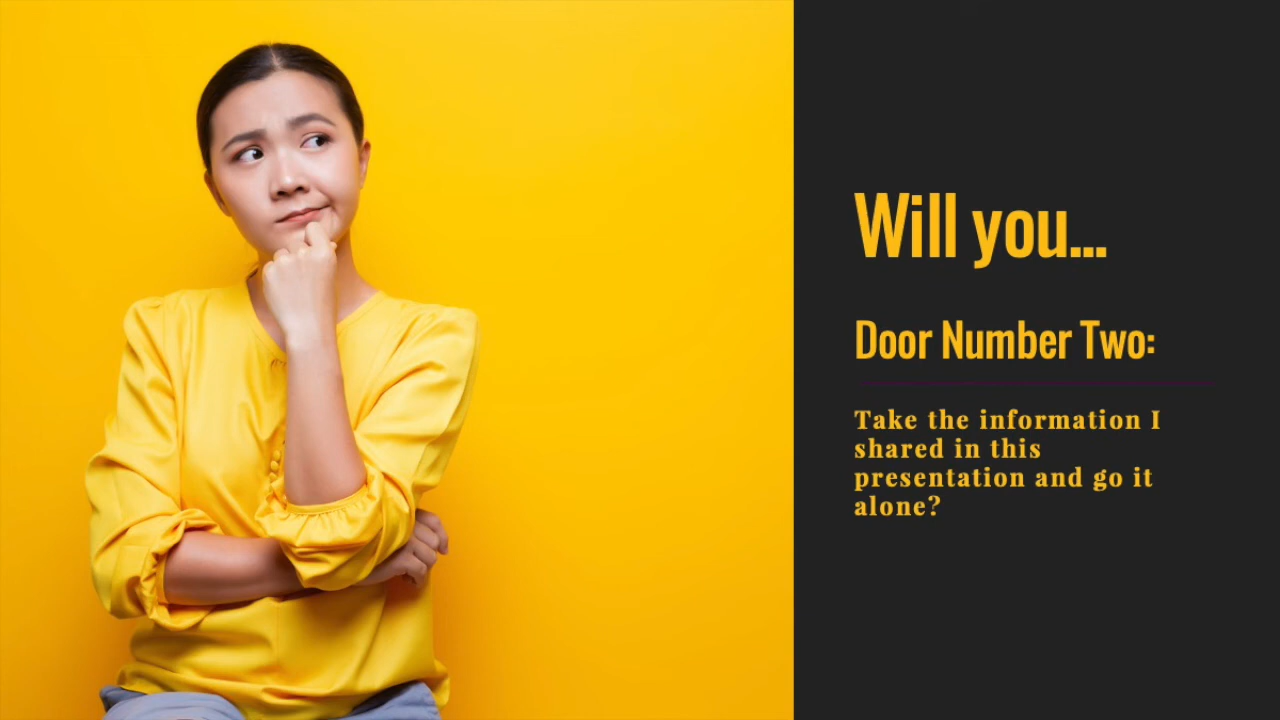 Will you...
Door Number Two:
Take the information I
shared in this
presentation and go it
alone?